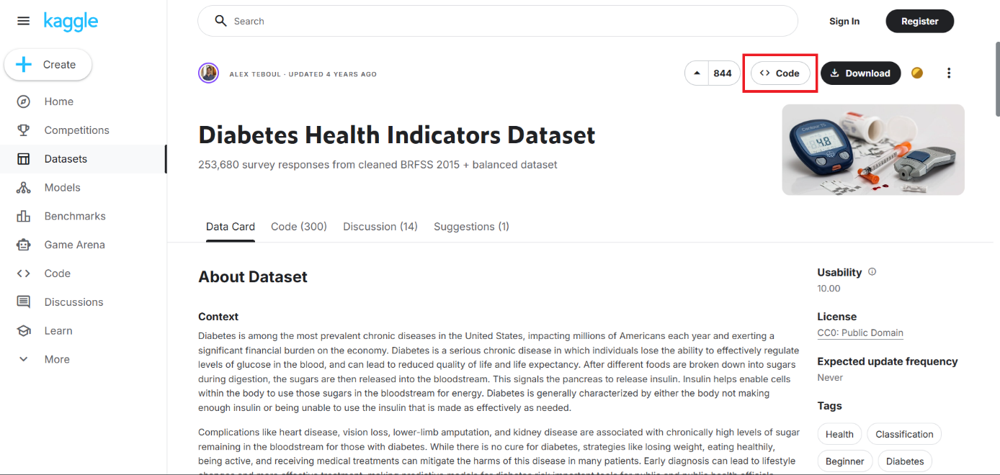 kaggle
Search
Sign In
Register
Create
ALEX TEBOUL · UPDATED 4 YEARS AGO
844
<> Code
Download
Home
Competitions
Datasets
Models
Benchmarks
Game Arena
Code
Discussions
Learn
More
Diabetes Health Indicators Dataset
253,680 survey responses from cleaned BRFSS 2015 + balanced dataset
Contour TS
4.8
Data Card
Code (300)
Discussion (14)
Suggestions (1)
About Dataset
Context
Diabetes is among the most prevalent chronic diseases in the United States, impacting millions of Americans each year and exerting a
significant financial burden on the economy. Diabetes is a serious chronic disease in which individuals lose the ability to effectively regulate
levels of glucose in the blood, and can lead to reduced quality of life and life expectancy. After different foods are broken down into sugars
during digestion, the sugars are then released into the bloodstream. This signals the pancreas to release insulin. Insulin helps enable cells
within the body to use those sugars in the bloodstream for energy. Diabetes is generally characterized by either the body not making
enough insulin or being unable to use the insulin that is made as effectively as needed.
Complications like heart disease, vision loss, lower-limb amputation, and kidney disease are associated with chronically high levels of sugar
remaining in the bloodstream for those with diabetes. While there is no cure for diabetes, strategies like losing weight, eating healthily,
being active, and receiving medical treatments can mitigate the harms of this disease in many patients. Early diagnosis can lead to lifestyle
Usability
10.00
License
CC0: Public Domain
Expected update frequency
Never
Tags
Health
Classification
Beginner
Diabetes